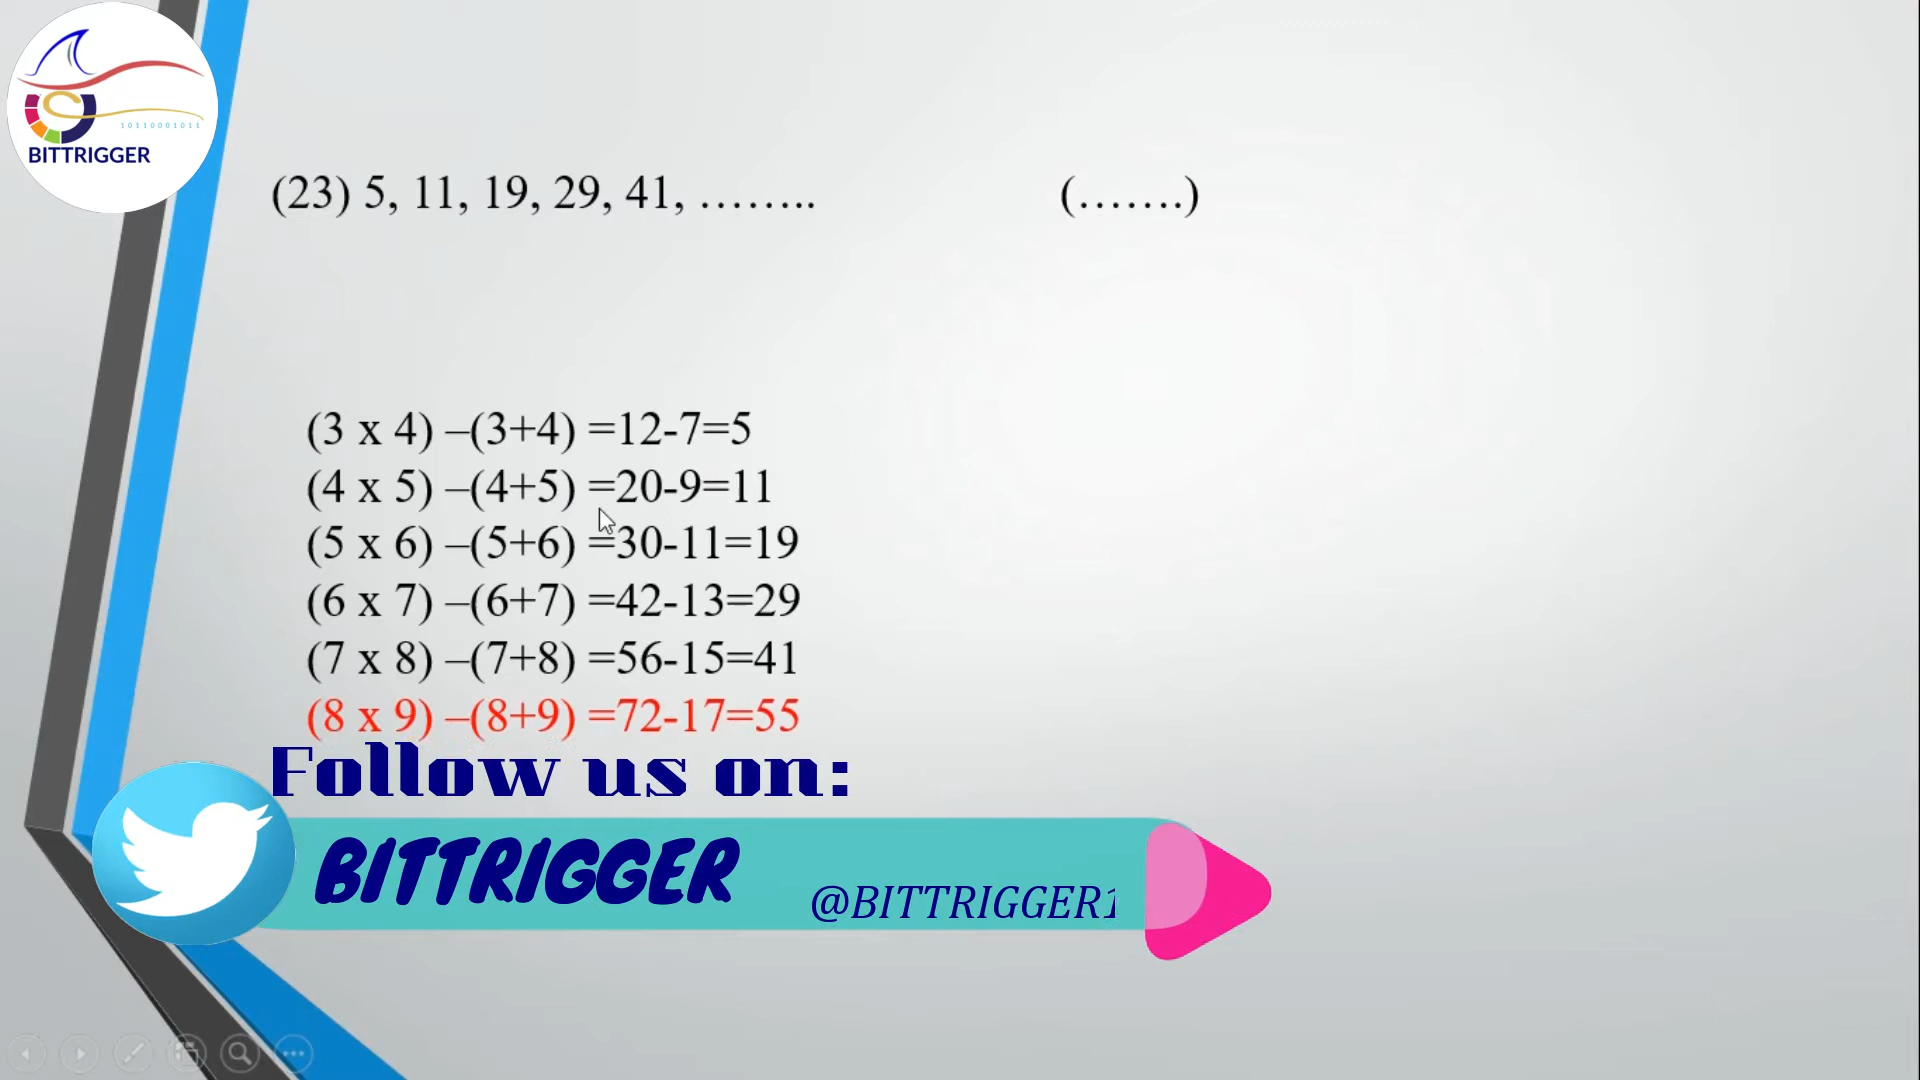 10110001011
BITTRIGGER
(23) 5, 11, 19, 29, 41, …….. (…….)
(3 x 4) –(3+4) =12-7=5
(4 x 5) –(4+5) =20-9=11
(5 x 6) –(5+6) =30-11=19
(6 x 7) –(6+7) =42-13=29
(7 x 8) –(7+8) =56-15=41
(8 x 9) –(8+9) =72-17=55
Follow us on:
BITTRIGGER @BITTRIGGER1